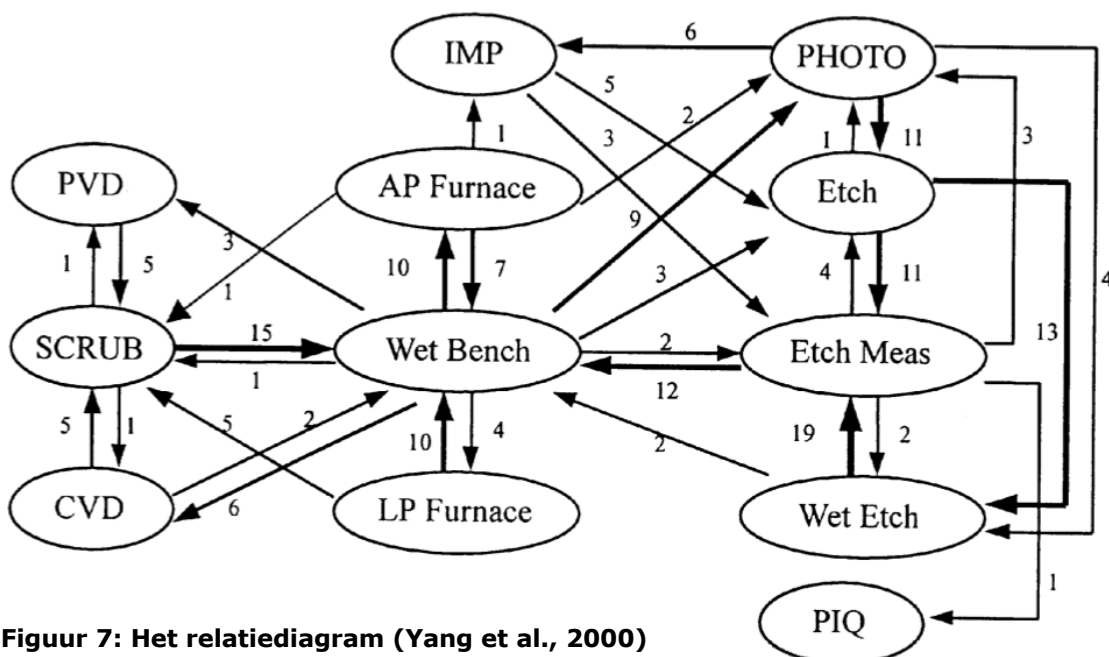 6
IMP
PHOTO
5
2
1
3
1
11
3
PVD
AP Furnace
Etch
9
3
10
7
3
4
11
4
1
5
1
13
SCRUB
15
Wet Bench
2
Etch Meas
1
12
5
1
2
5
10
4
2
19
2
CVD
6
LP Furnace
Wet Etch
1
PIQ
Figuur 7: Het relatiediagram (Yang et al., 2000)